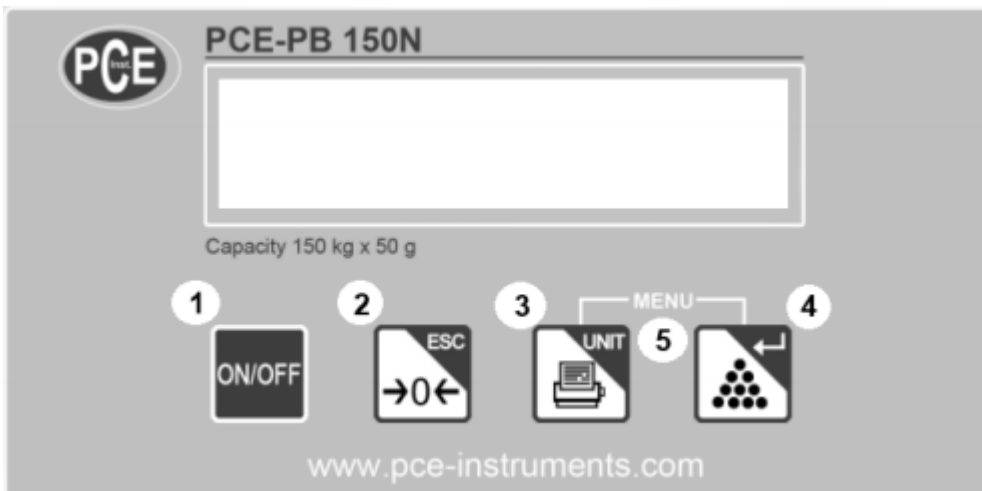 PCE Inst.
PCE-PB 150N
Capacity 150 kg x 50 g
1 2 3 MENU 4
5
ON/OFF ESC UNIT
→0←
www.pce-instruments.com